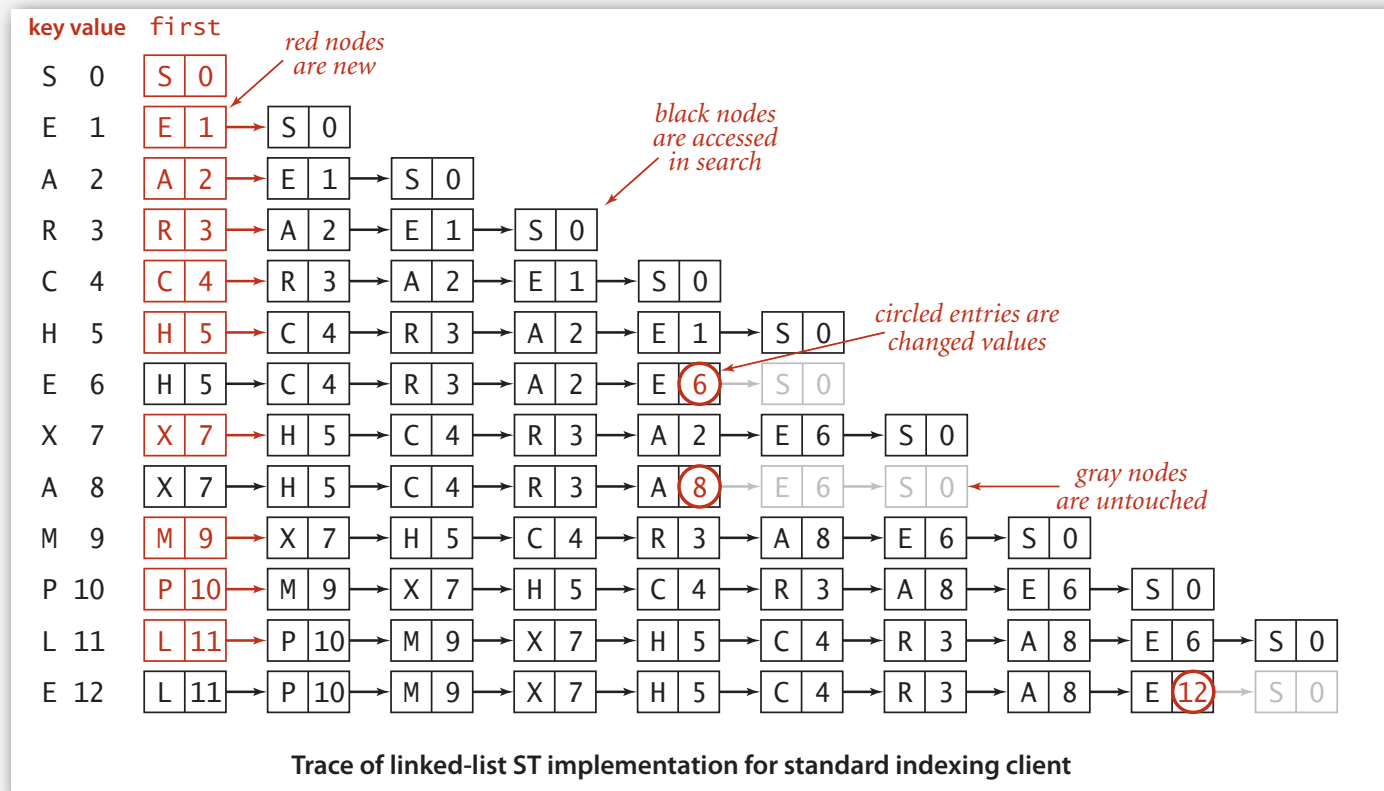 key value first
red nodes
are new
S 0 S 0
black nodes
are accessed
in search
E 1 E 1 S 0
A 2 A 2 E 1 S 0
R 3 R 3 A 2 E 1 S 0
C 4 C 4 R 3 A 2 E 1 S 0
circled entries are
changed values
H 5 H 5 C 4 R 3 A 2 E 1 S 0
E 6 H 5 C 4 R 3 A 2 E 6 S 0
X 7 X 7 H 5 C 4 R 3 A 2 E 6 S 0
gray nodes
are untouched
A 8 X 7 H 5 C 4 R 3 A 8 E 6 S 0
M 9 M 9 X 7 H 5 C 4 R 3 A 8 E 6 S 0
P 10 P 10 M 9 X 7 H 5 C 4 R 3 A 8 E 6 S 0
L 11 L 11 P 10 M 9 X 7 H 5 C 4 R 3 A 8 E 6 S 0
E 12 L 11 P 10 M 9 X 7 H 5 C 4 R 3 A 8 E 12 S 0
Trace of linked-list ST implementation for standard indexing client